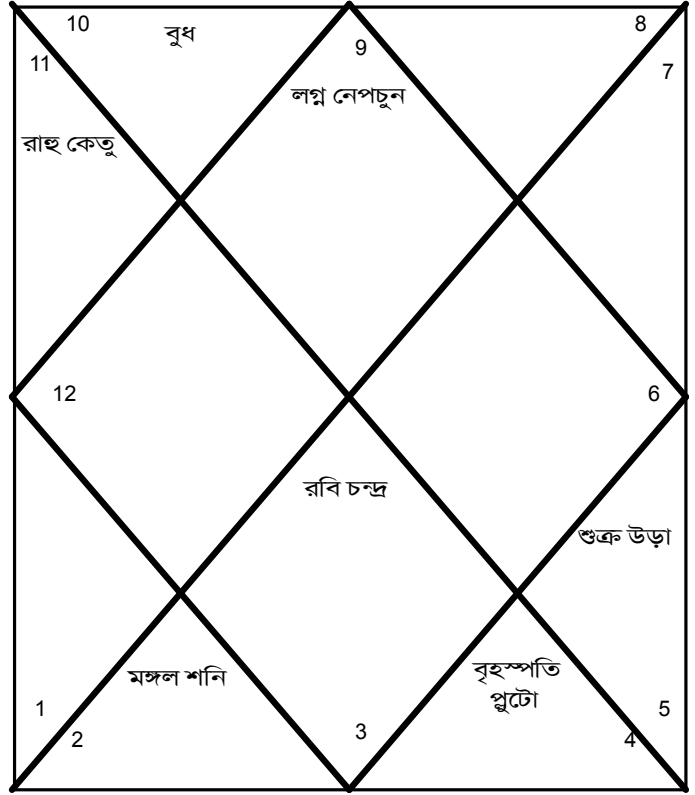 10
বুধ
9
8
11
7
লগ্ন নেপচুন
রাহু কেতু
12
6
রবি চন্দ্র
শুক্র উড়া
মঙ্গল শনি
বৃহস্পতি
প্লুটো
1
5
2
3
4